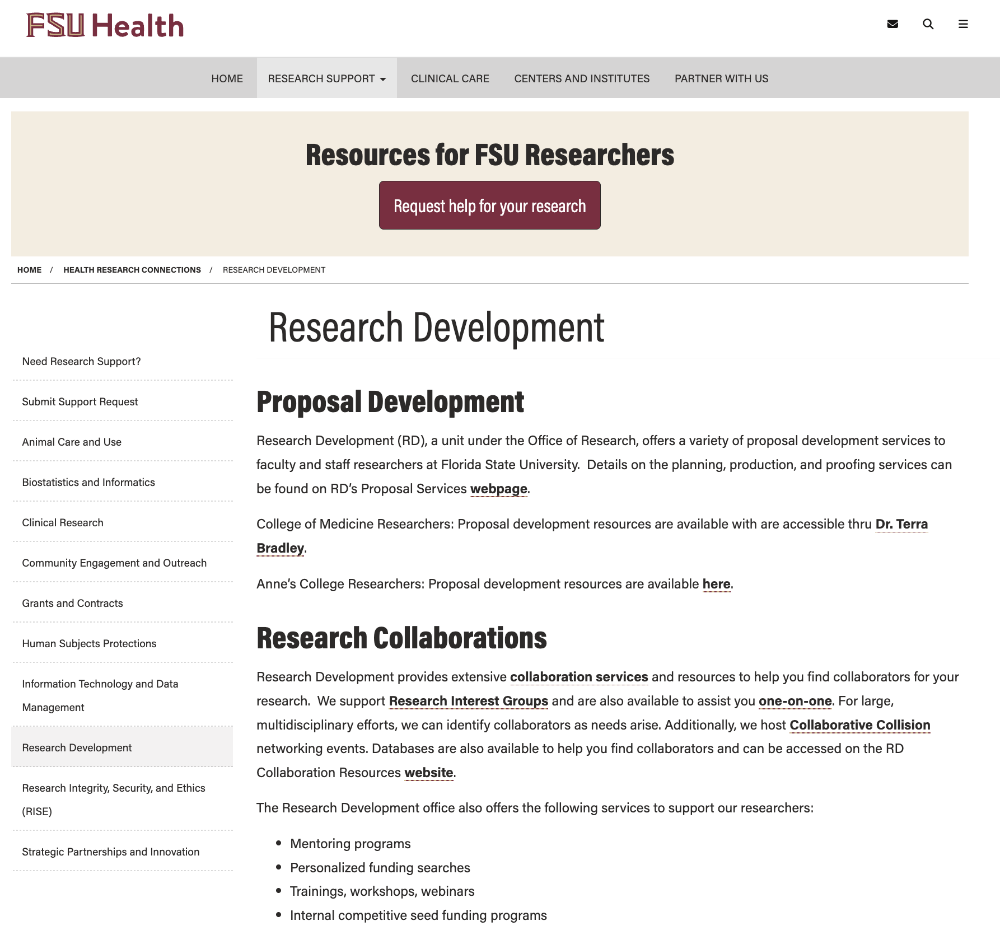 FSU Health
HOME
RESEARCH SUPPORT
CLINICAL CARE
CENTERS AND INSTITUTES
PARTNER WITH US
Resources for FSU Researchers
Request help for your research
HOME / HEALTH RESEARCH CONNECTIONS / RESEARCH DEVELOPMENT
Need Research Support?
Submit Support Request
Animal Care and Use
Biostatistics and Informatics
Clinical Research
Community Engagement and Outreach
Grants and Contracts
Human Subjects Protections
Information Technology and Data
Management
Research Development
Research Integrity, Security, and Ethics
(RISE)
Strategic Partnerships and Innovation
Research Development
Proposal Development
Research Development (RD), a unit under the Office of Research, offers a variety of proposal development services to
faculty and staff researchers at Florida State University.  Details on the planning, production, and proofing services can
be found on RD’s Proposal Services webpage.
College of Medicine Researchers: Proposal development resources are available with are accessible thru Dr. Terra
Bradley.
Anne’s College Researchers: Proposal development resources are available here.
Research Collaborations
Research Development provides extensive collaboration services and resources to help you find collaborators for your
research.  We support Research Interest Groups and are also available to assist you one-on-one. For large,
multidisciplinary efforts, we can identify collaborators as needs arise. Additionally, we host Collaborative Collision
networking events. Databases are also available to help you find collaborators and can be accessed on the RD
Collaboration Resources website.
The Research Development office also offers the following services to support our researchers:
• Mentoring programs
• Personalized funding searches
• Trainings, workshops, webinars
• Internal competitive seed funding programs